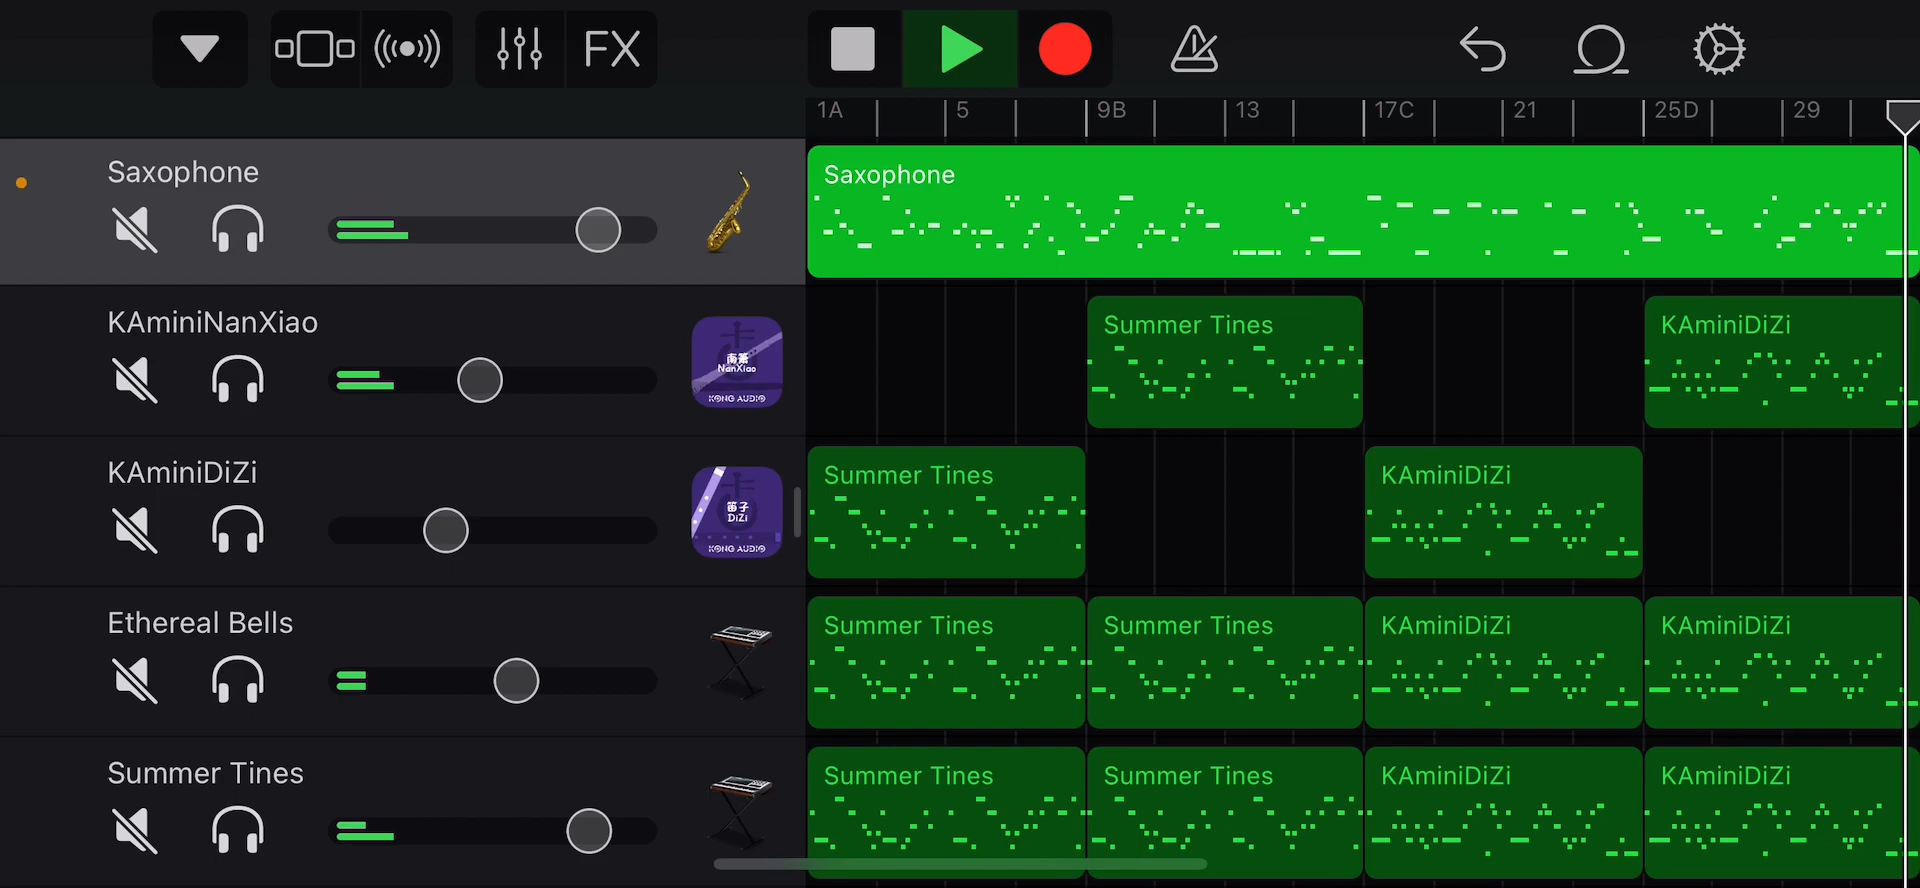 FX
1A 5 9B 13 17C 21 25D 29
Saxophone
Saxophone
KAminiNanXiao
南簫
NanXiao
KONG AUDIO
Summer Tines
KAminiDiZi
KAminiDiZi
笛子
DiZi
KONG AUDIO
Summer Tines
KAminiDiZi
Ethereal Bells
Summer Tines
Summer Tines
KAminiDiZi
KAminiDiZi
Summer Tines
Summer Tines
Summer Tines
KAminiDiZi
KAminiDiZi